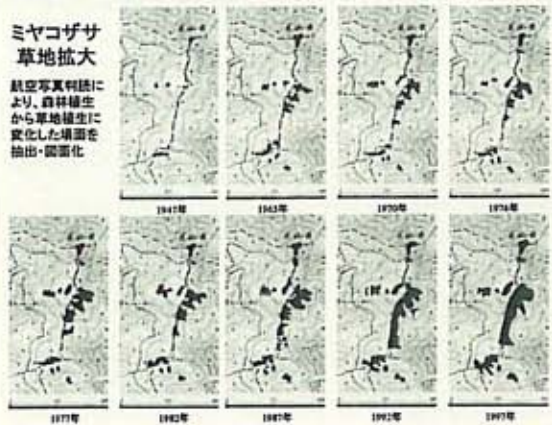 ミヤコザサ
草地拡大
航空写真判読に
より、森林植生
から草地植生に
変化した場面を
抽出・図面化
1947年
1963年
1970年
1974年
1977年
1982年
1987年
1992年
1997年